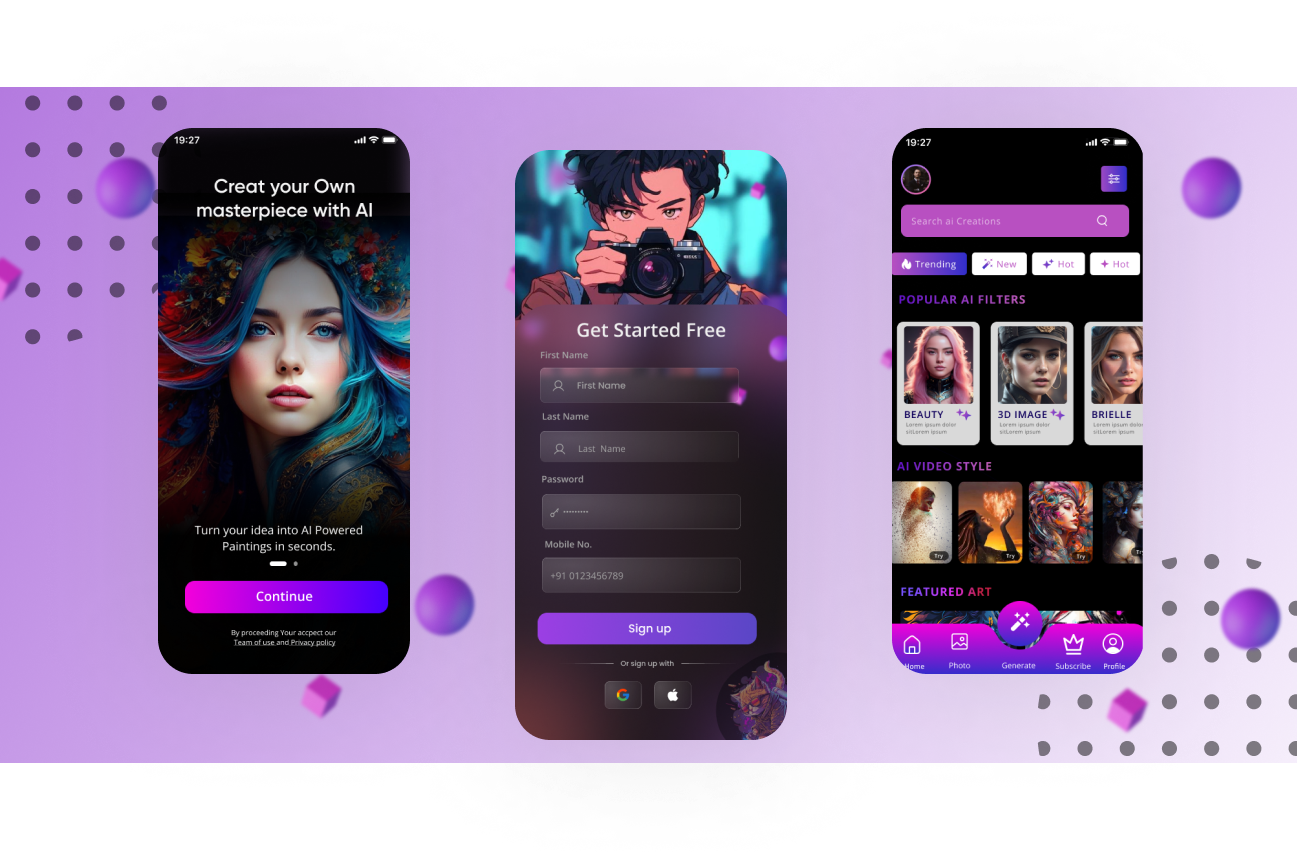 19:27
Creat your Own
masterpiece with AI
Turn your idea into AI Powered
Paintings in seconds.
Continue
By proceeding Your accpect our
Team of use and Privacy policy
Get Started Free
First Name
First Name
Last Name
Last Name
Password
Mobile No.
+91 0123456789
Sign up
Or sign up with
19:27
Search ai Creations
Trending New Hot Hot
POPULAR AI FILTERS
BEAUTY 3D IMAGE BRIELLE
Lorem ipsum dolor Lorem ipsum dolor Lorem ipsum dolor
sitLorem ipsum sitLorem ipsum sitLorem ipsum
AI VIDEO STYLE
Try Try Try Try
FEATURED ART
Home Photo Generate Subscribe Profile